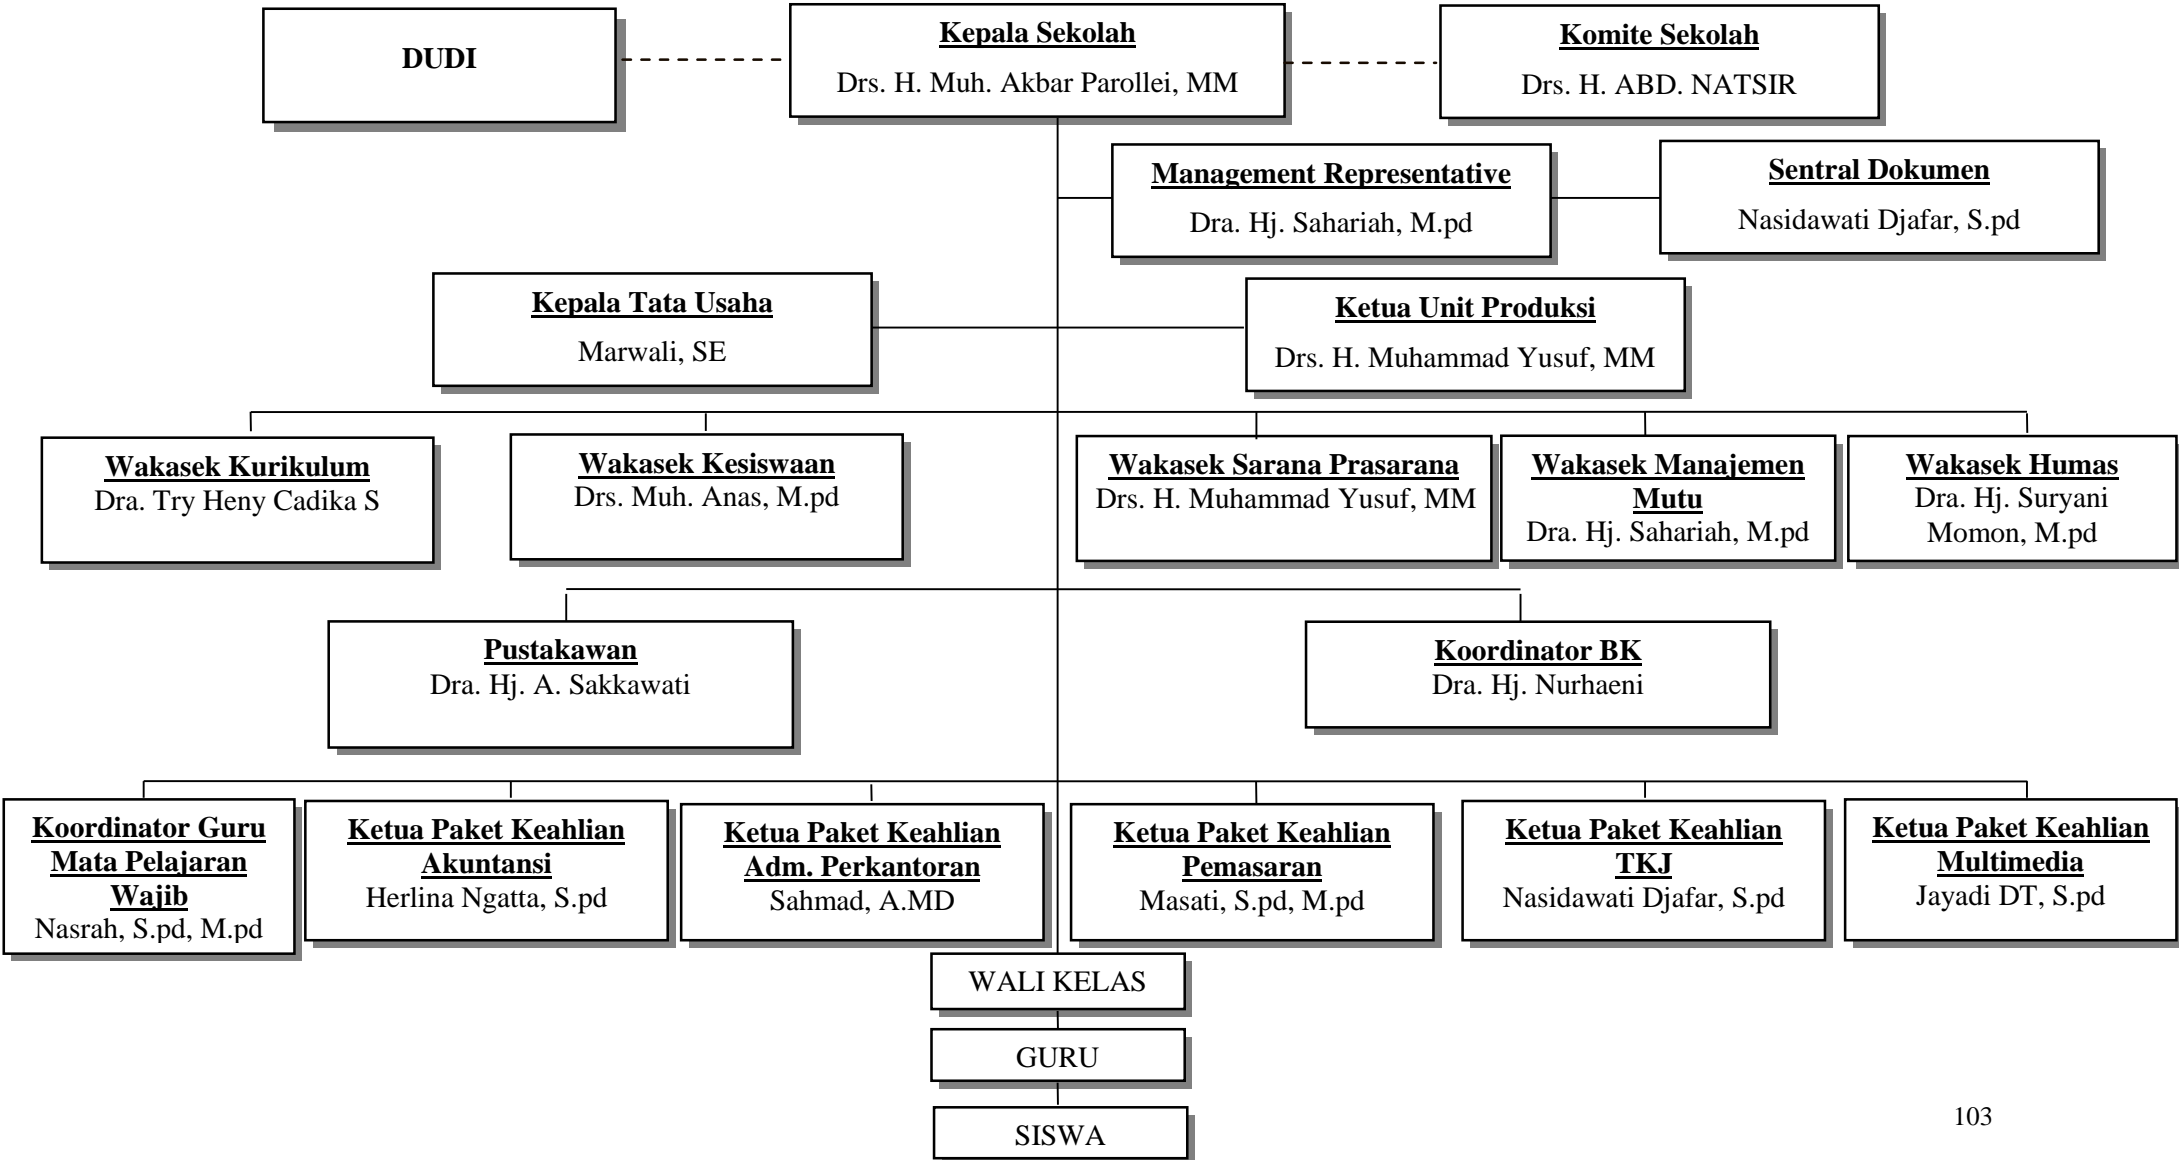 DUDI
Kepala Sekolah
Drs. H. Muh. Akbar Parollei, MM
Komite Sekolah
Drs. H. ABD. NATSIR
Management Representative
Dra. Hj. Sahariah, M.pd
Sentral Dokumen
Nasidawati Djafar, S.pd
Kepala Tata Usaha
Marwali, SE
Ketua Unit Produksi
Drs. H. Muhammad Yusuf, MM
Wakasek Kurikulum
Dra. Try Heny Cadika S
Wakasek Kesiswaan
Drs. Muh. Anas, M.pd
Wakasek Sarana Prasarana
Drs. H. Muhammad Yusuf, MM
Wakasek Manajemen
Mutu
Dra. Hj. Sahariah, M.pd
Wakasek Humas
Dra. Hj. Suryani
Momon, M.pd
Pustakawan
Dra. Hj. A. Sakkawati
Koordinator BK
Dra. Hj. Nurhaeni
Koordinator Guru
Mata Pelajaran
Wajib
Nasrah, S.pd, M.pd
Ketua Paket Keahlian
Akuntansi
Herlina Ngatta, S.pd
Ketua Paket Keahlian
Adm. Perkantoran
Sahmad, A.MD
Ketua Paket Keahlian
Pemasaran
Masati, S.pd, M.pd
Ketua Paket Keahlian
TKJ
Nasidawati Djafar, S.pd
Ketua Paket Keahlian
Multimedia
Jayadi DT, S.pd
WALI KELAS
GURU
SISWA
103